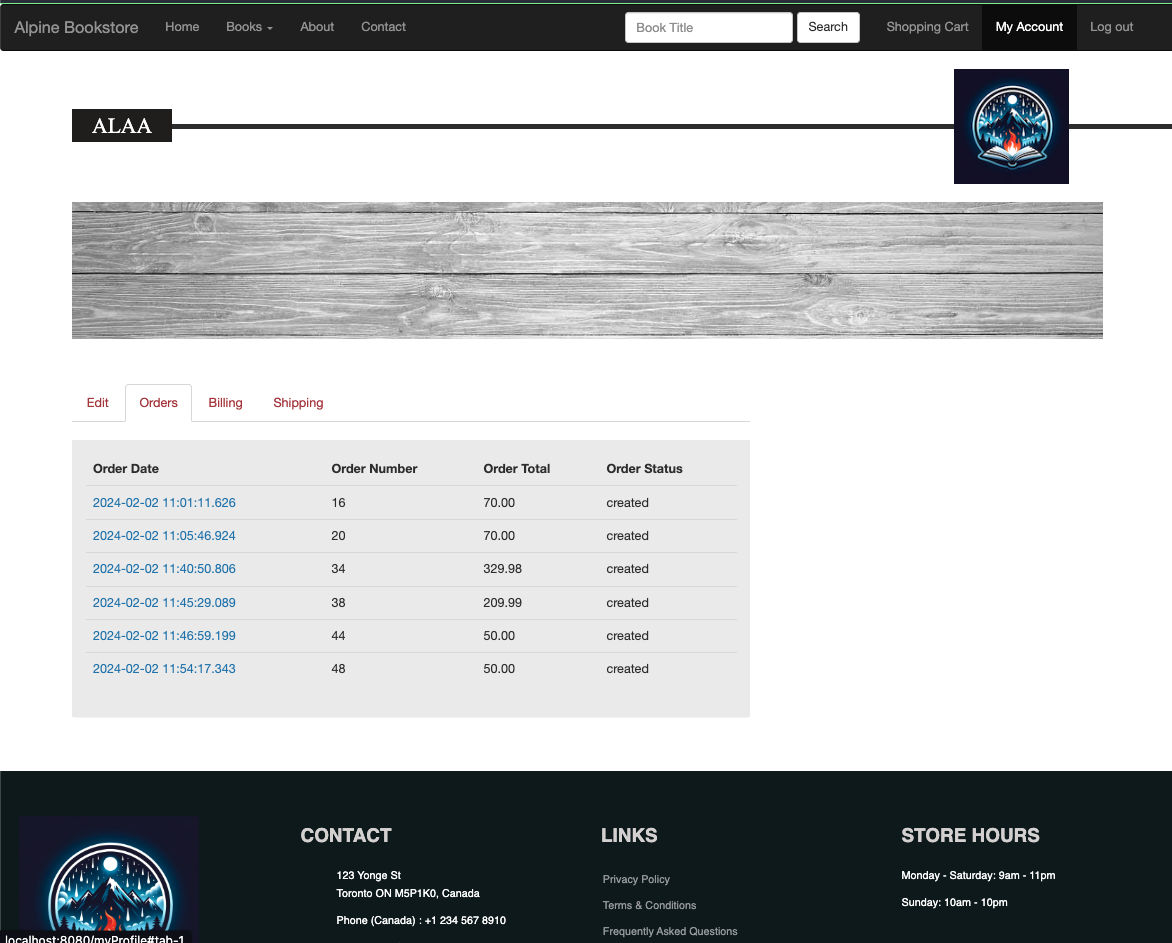 Alpine Bookstore Home Books About Contact Book Title Search Shopping Cart My Account Log out
ALAA
Edit Orders Billing Shipping
Order Date Order Number Order Total Order Status
2024-02-02 11:01:11.626 16 70.00 created
2024-02-02 11:05:46.924 20 70.00 created
2024-02-02 11:40:50.806 34 329.98 created
2024-02-02 11:45:29.089 38 209.99 created
2024-02-02 11:46:59.199 44 50.00 created
2024-02-02 11:54:17.343 48 50.00 created
CONTACT
123 Yonge St
Toronto ON M5P1K0, Canada
Phone (Canada) : +1 234 567 8910
LINKS
Privacy Policy
Terms & Conditions
Frequently Asked Questions
STORE HOURS
Monday - Saturday: 9am - 11pm
Sunday: 10am - 10pm
localhost:8080/myProfile#tab-1